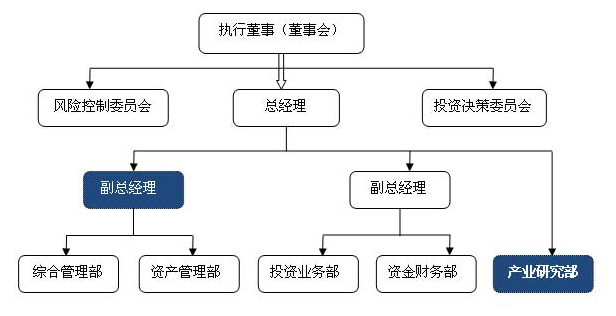 执行董事（董事会）
风险控制委员会
总经理
投资决策委员会
副总经理
副总经理
综合管理部
资产管理部
投资业务部
资金财务部
产业研究部